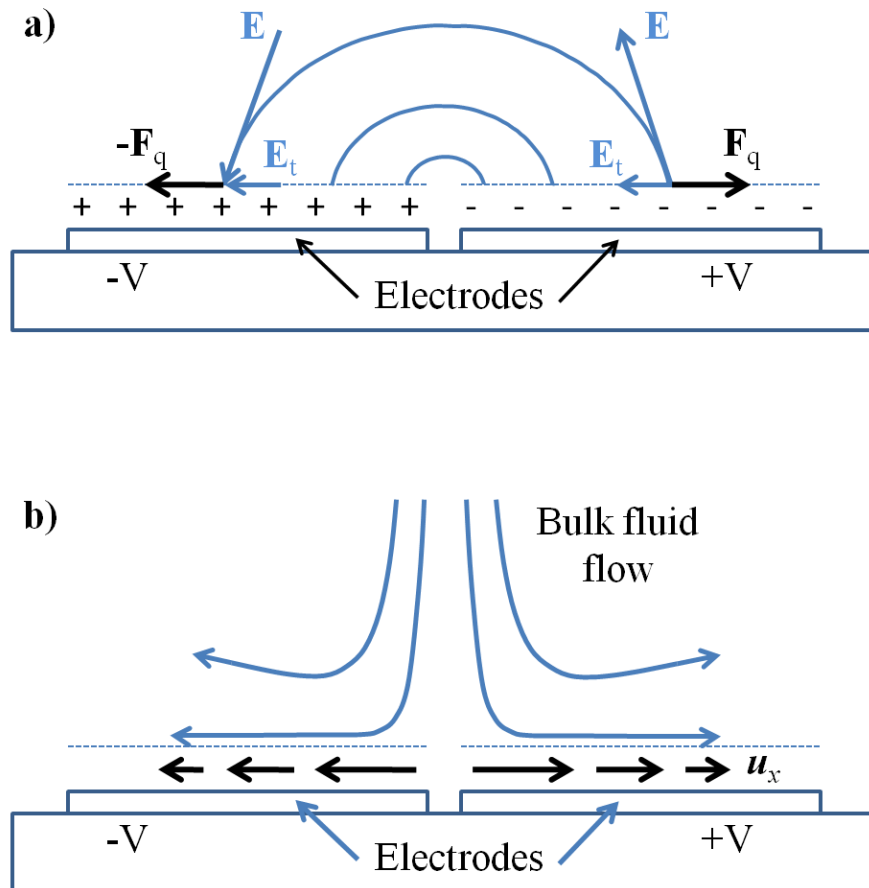 a)
E E
-Fq Et Et Fq
+ + + + + + + + - - - - - - - -
-V Electrodes +V
b)
Bulk fluid
flow
ux
-V Electrodes +V